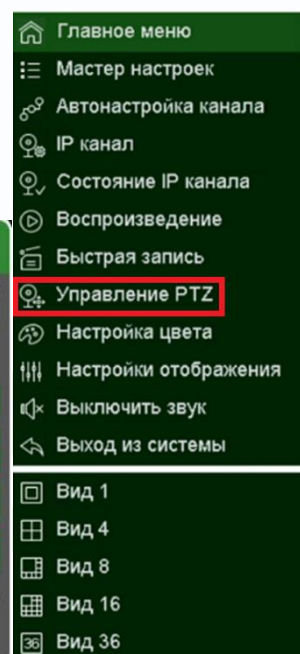 Главное меню
Мастер настроек
Автонастройка канала
IP канал
Состояние IP канала
Воспроизведение
Быстрая запись
Управление PTZ
Настройка цвета
Настройки отображения
Выключить звук
Выход из системы
Вид 1
Вид 4
Вид 8
Вид 16
36 Вид 36